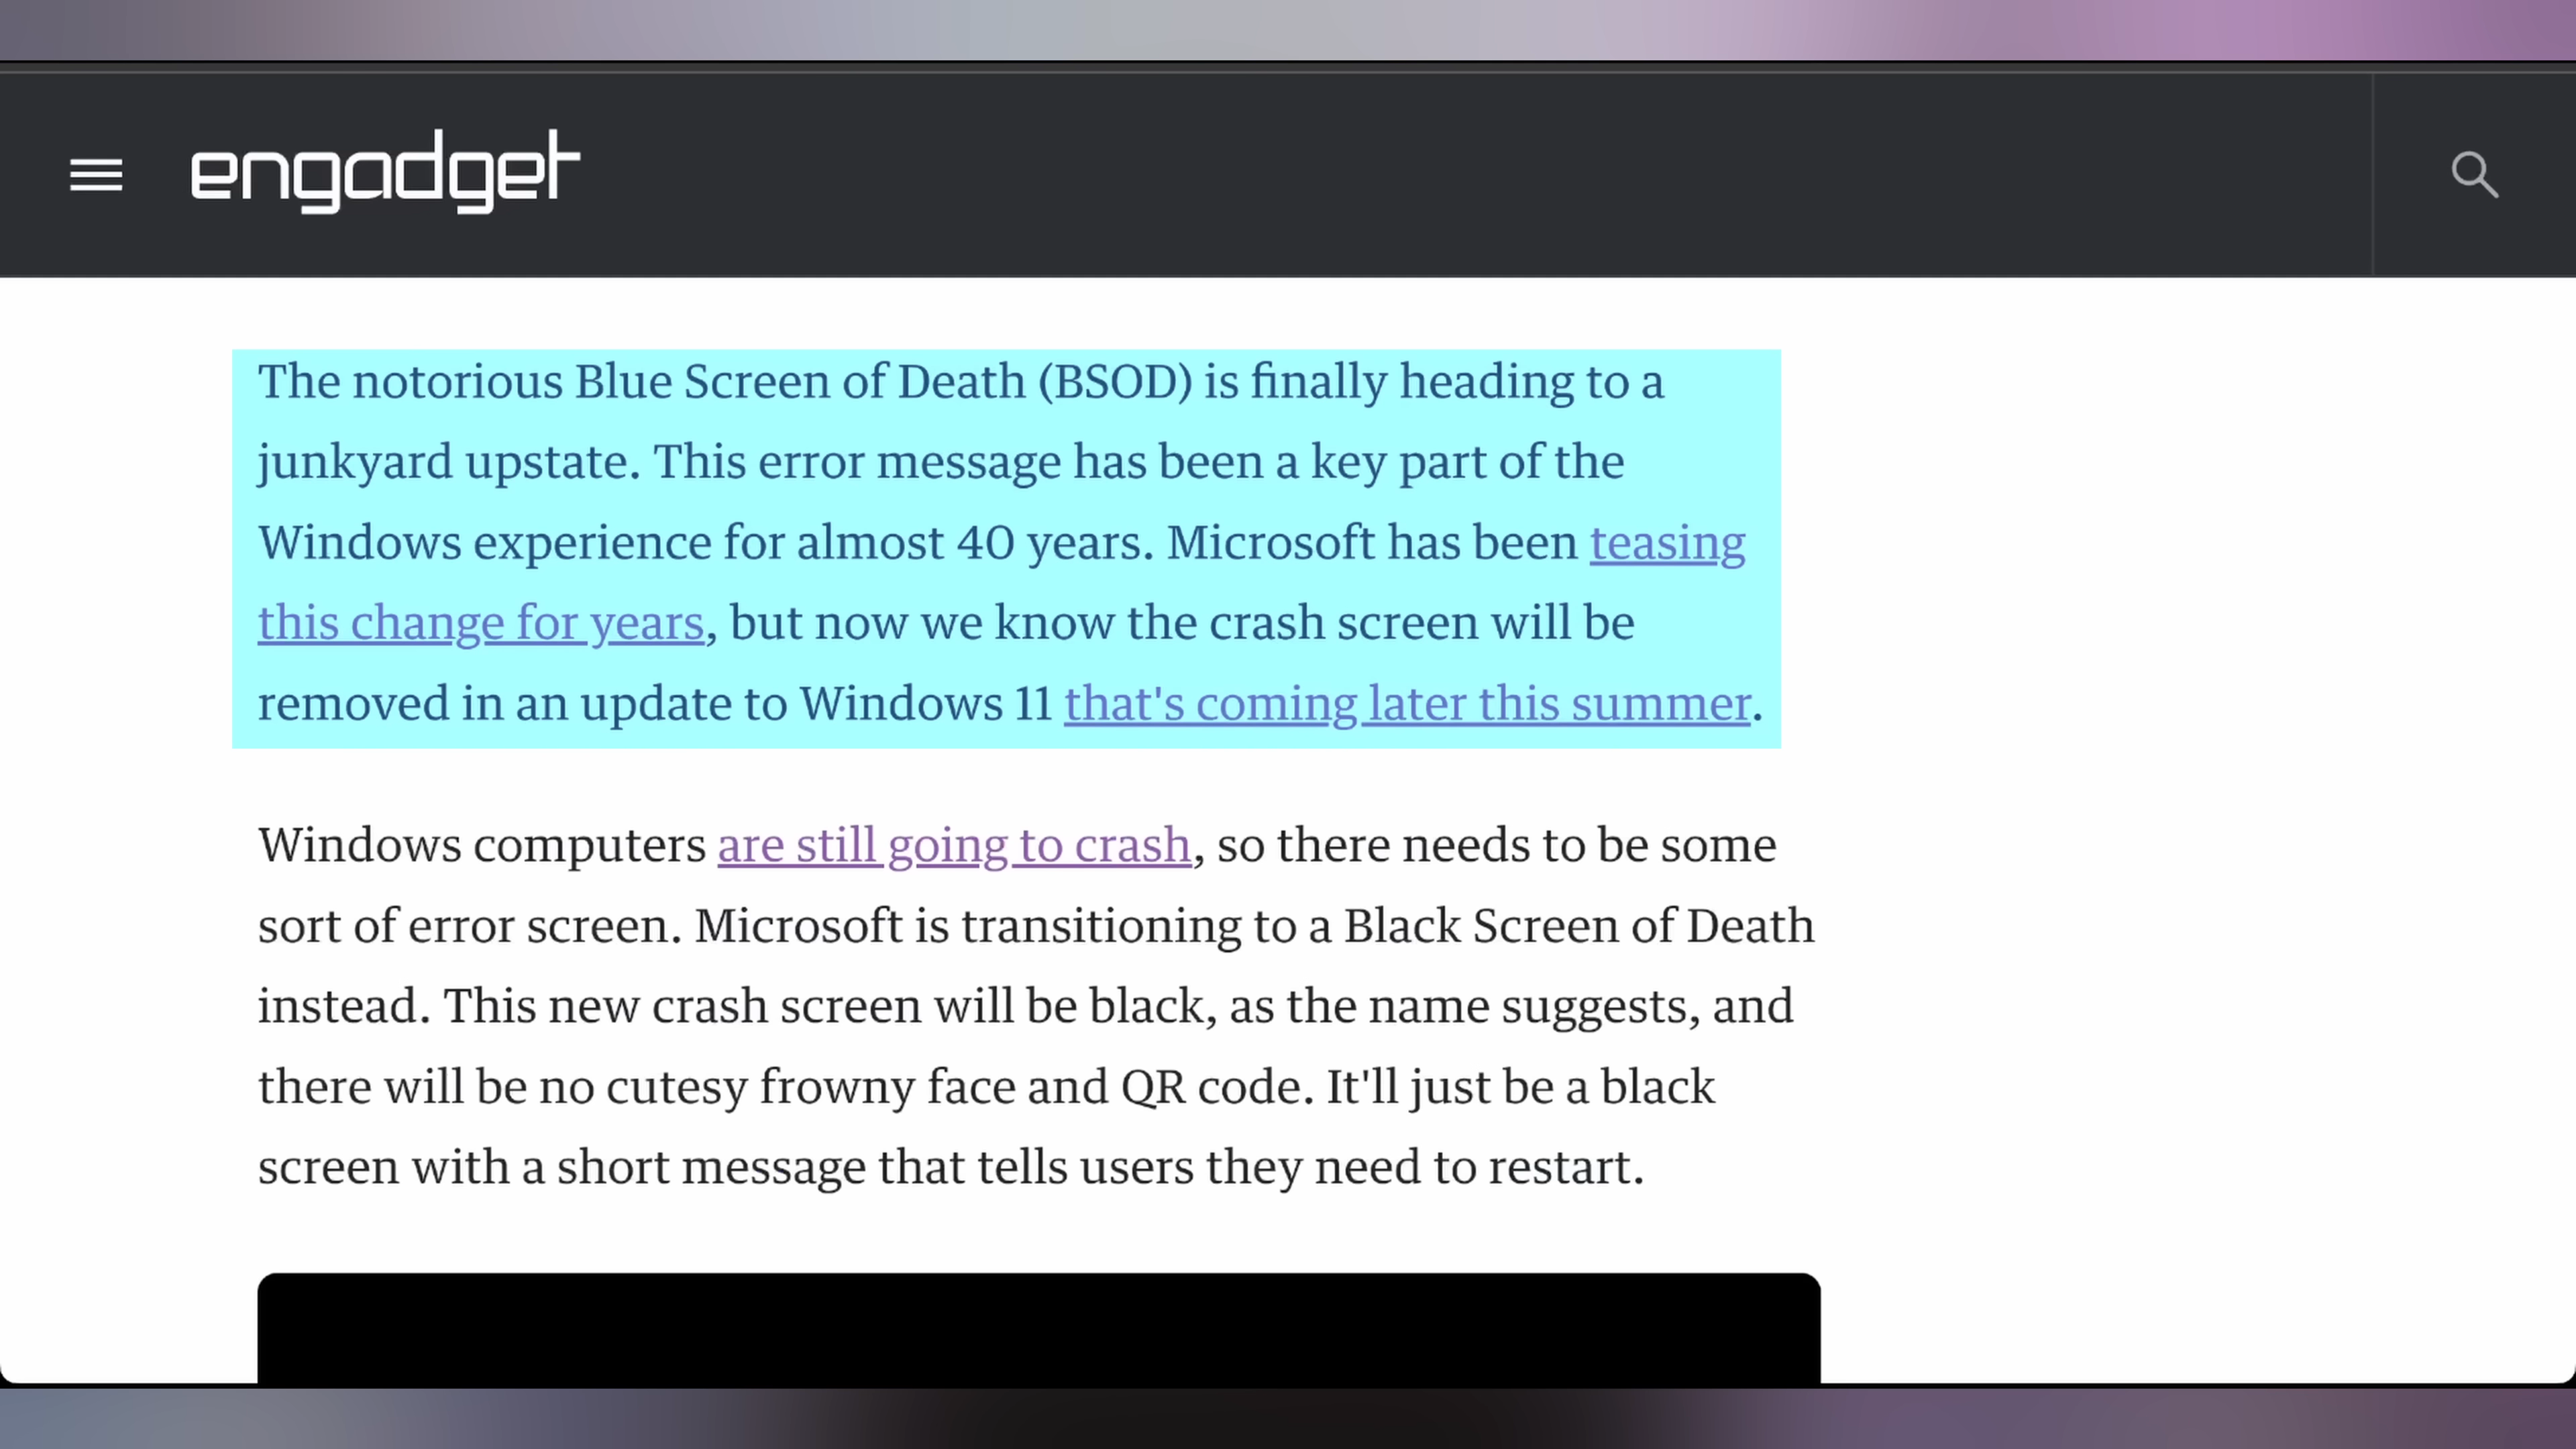 engadget
The notorious Blue Screen of Death (BSOD) is finally heading to a
junkyard upstate. This error message has been a key part of the
Windows experience for almost 40 years. Microsoft has been teasing
this change for years, but now we know the crash screen will be
removed in an update to Windows 11 that's coming later this summer.
Windows computers are still going to crash, so there needs to be some
sort of error screen. Microsoft is transitioning to a Black Screen of Death
instead. This new crash screen will be black, as the name suggests, and
there will be no cutesy frowny face and QR code. It'll just be a black
screen with a short message that tells users they need to restart.